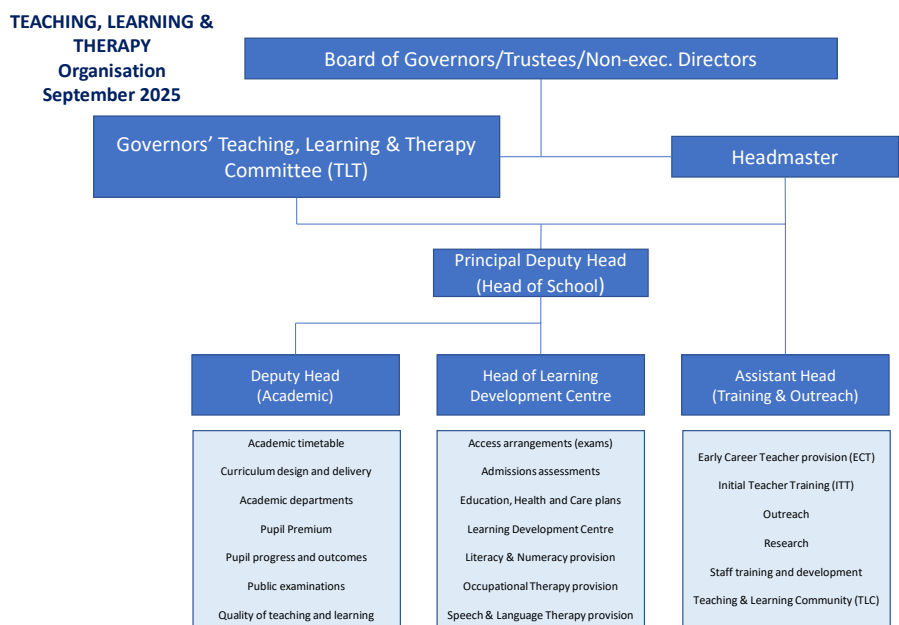 TEACHING, LEARNING &
THERAPY
Organisation
September 2025
Board of Governors/Trustees/Non-exec. Directors
Governors’ Teaching, Learning & Therapy
Committee (TLT)
Headmaster
Principal Deputy Head
(Head of School)
Deputy Head
(Academic)
Head of Learning
Development Centre
Assistant Head
(Training & Outreach)
Academic timetable
Curriculum design and delivery
Academic departments
Pupil Premium
Pupil progress and outcomes
Public examinations
Quality of teaching and learning
Access arrangements (exams)
Admissions assessments
Education, Health and Care plans
Learning Development Centre
Literacy & Numeracy provision
Occupational Therapy provision
Speech & Language Therapy provision
Early Career Teacher provision (ECT)
Initial Teacher Training (ITT)
Outreach
Research
Staff training and development
Teaching & Learning Community (TLC)